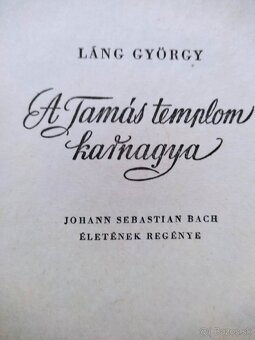 LÁNG GYÖRGY
A Tamás templom
karnagya
JOHANN SEBASTIAN BACH
ÉLETÉNEK REGÉNYE